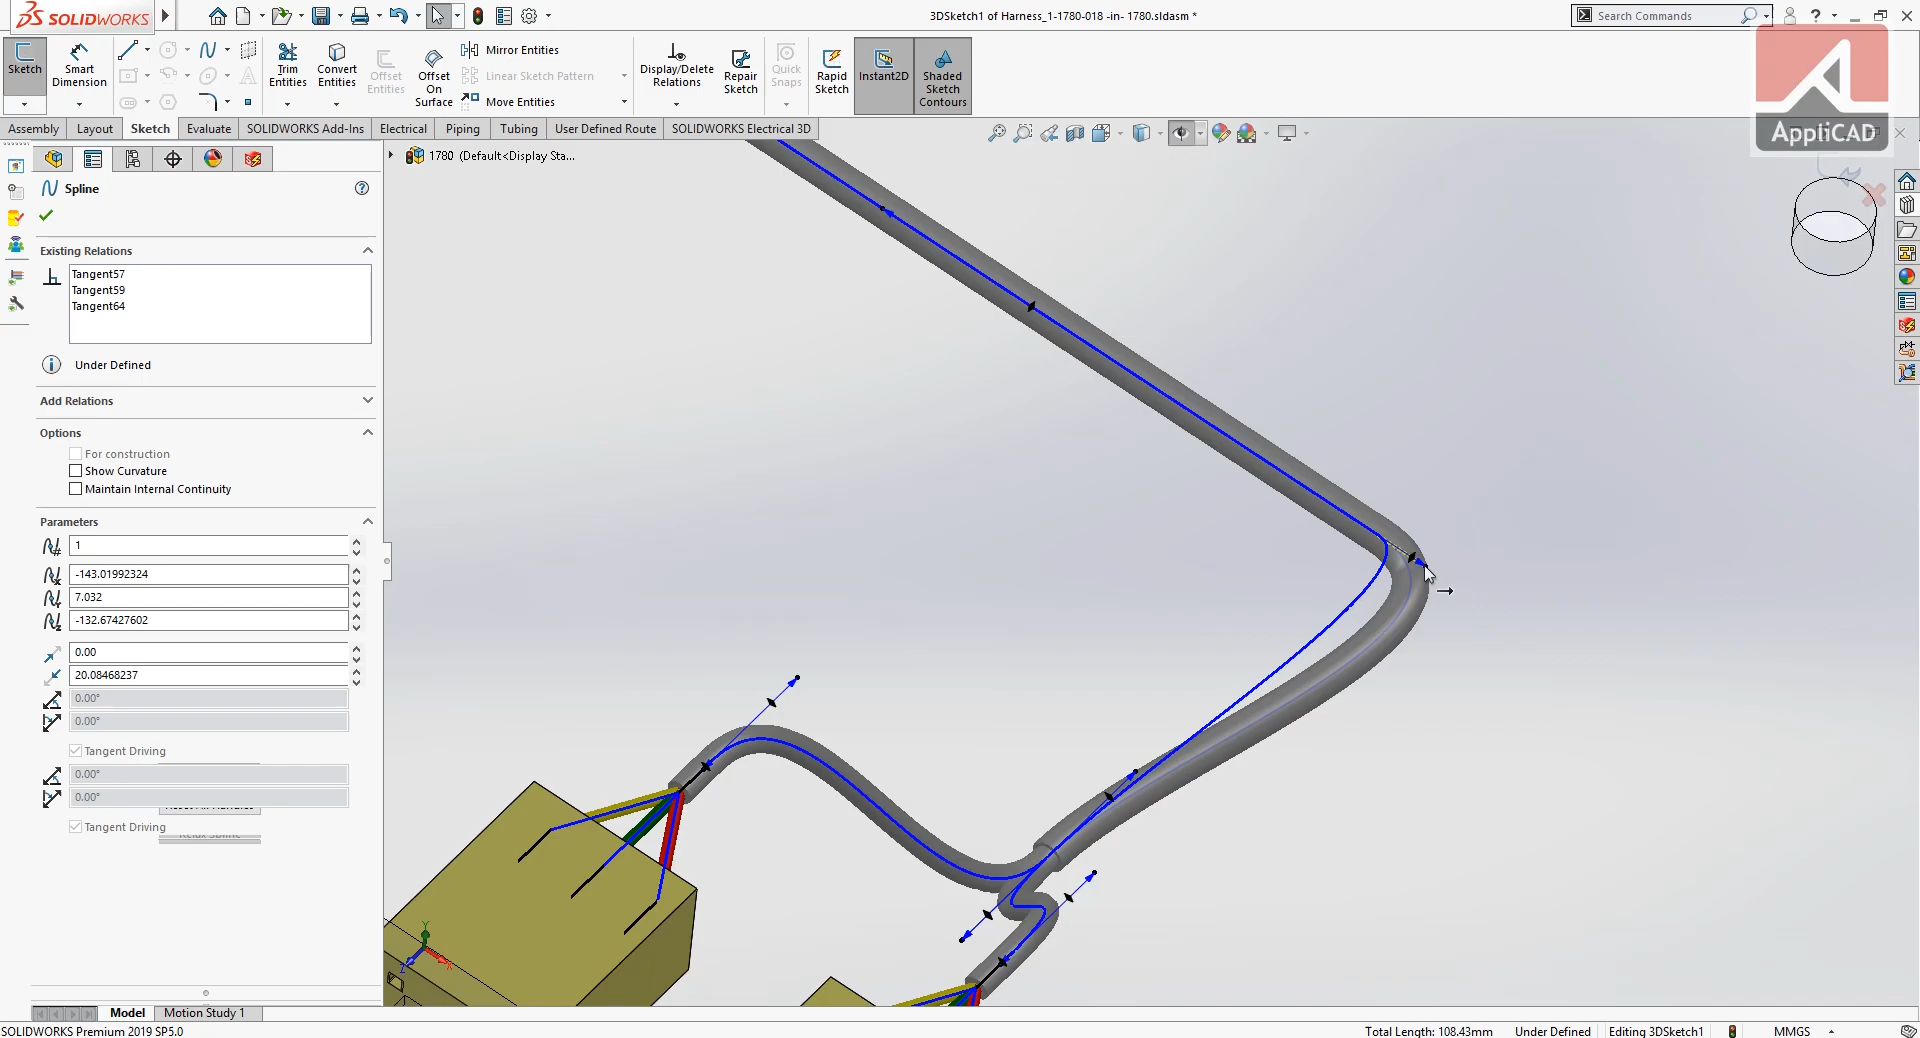 SOLIDWORKS
3DSketch1 of Harness_1-1780-018 -in- 1780.sldasm *
Search Commands
Sketch
Smart Dimension
Trim Entities
Convert Entities
Offset Entities
Offset On Surface
Mirror Entities
Linear Sketch Pattern
Move Entities
Display/Delete Relations
Repair Sketch
Quick Snaps
Rapid Sketch
Instant2D
Shaded Sketch Contours
AppliCAD
Assembly
Layout
Sketch
Evaluate
SOLIDWORKS Add-Ins
Electrical
Piping
Tubing
User Defined Route
SOLIDWORKS Electrical 3D
1780 (Default<Display Sta...
Spline
Existing Relations
Tangent57
Tangent59
Tangent64
Under Defined
Add Relations
Options
For construction
Show Curvature
Maintain Internal Continuity
Parameters
1
-143.01992324
7.032
-132.67427602
0.00
20.08468237
0.00°
0.00°
Tangent Driving
0.00°
0.00°
Tangent Driving
Relax Spline
Y
X
Z
Model
Motion Study 1
SOLIDWORKS Premium 2019 SP5.0
Total Length: 108.43mm
Under Defined
Editing 3DSketch1
MMGS